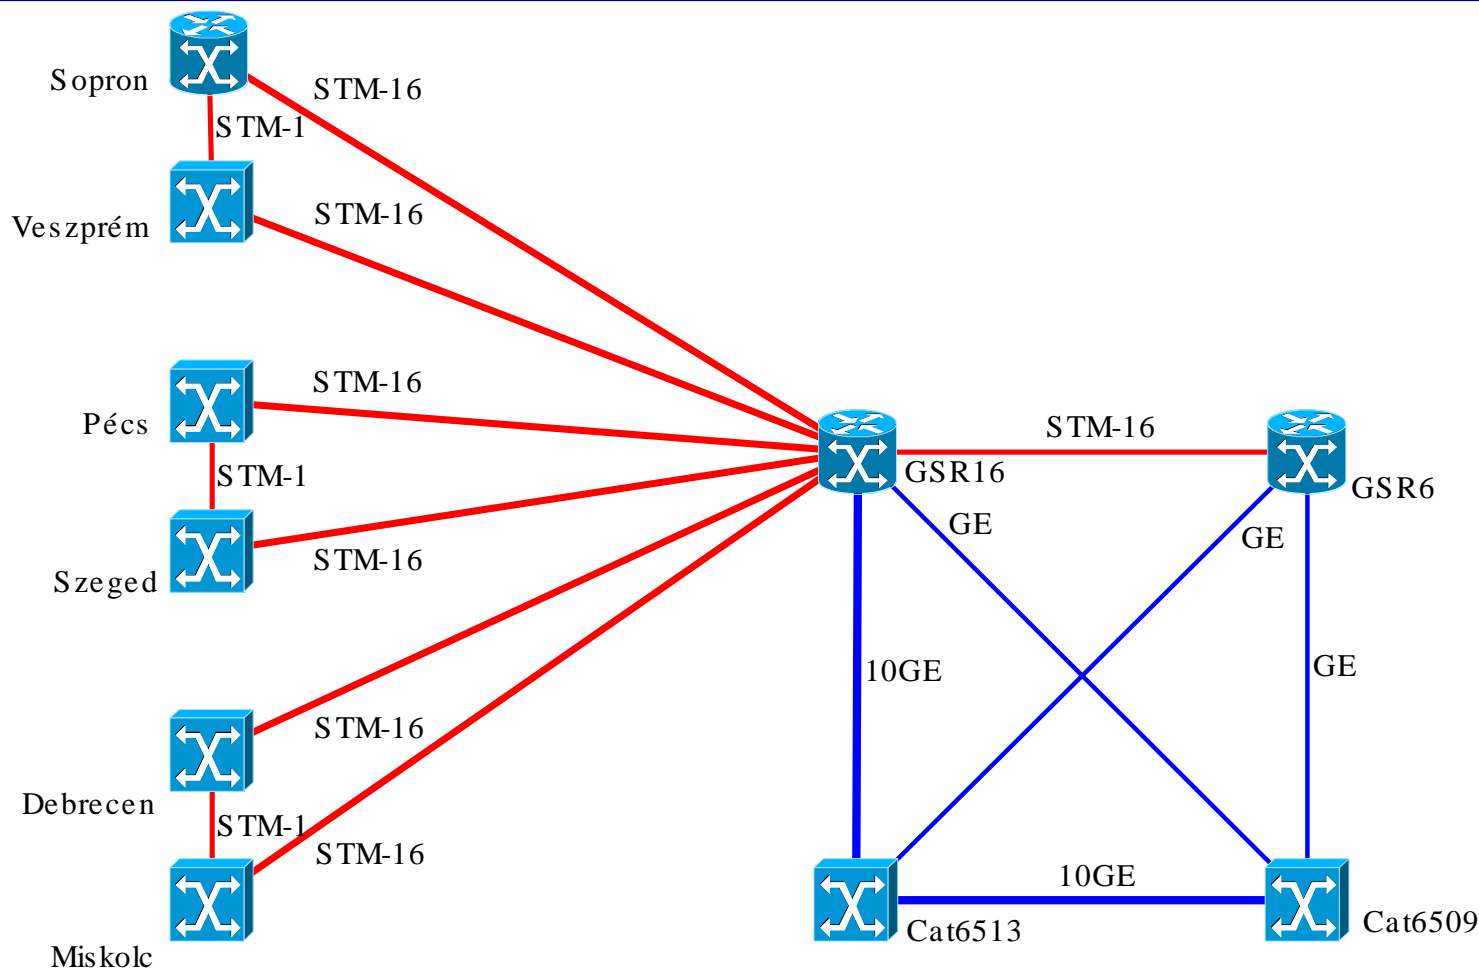 Sopron
STM-16
STM-1
STM-16
Veszprém
STM-16
Pécs
STM-16
GSR16
GSR6
STM-1
GE
GE
STM-16
Szeged
10GE
GE
STM-16
Debrecen
STM-1
STM-16
10GE
Cat6513
Cat6509
Miskolc